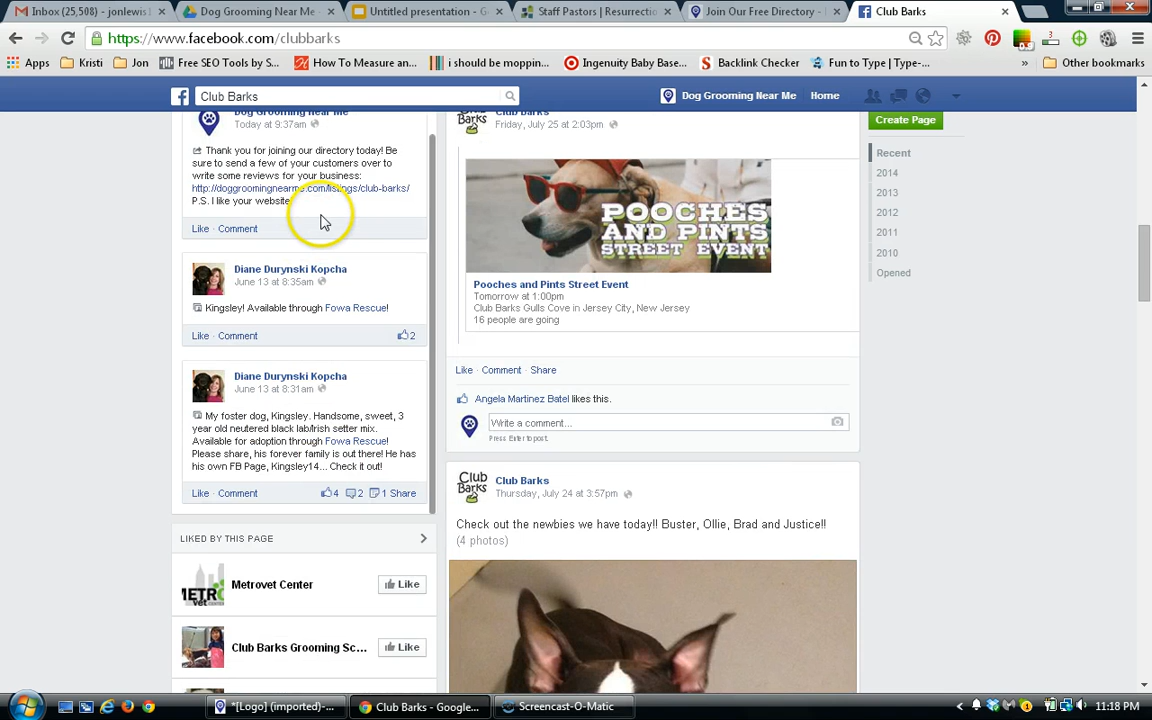 Inbox (25,508) - jonlewis
Dog Grooming Near Me -
Untitled presentation - G
Staff Pastors | Resurrectio
Join Our Free Directory -
Club Barks
https://www.facebook.com/clubbarks
Apps
Kristi
Jon
Free SEO Tools by S...
How To Measure an...
i should be moppin...
Ingenuity Baby Base...
Backlink Checker
Fun to Type | Type-...
»
Other bookmarks
Club Barks
Dog Grooming Near Me
Home
Create Page
Recent
2014
2013
2012
2011
2010
Opened
Dog Grooming Near Me
Today at 9:37am
Thank you for joining our directory today! Be
sure to send a few of your customers over to
write some reviews for your business:
http://doggroomingnearme.com/listings/club-barks/
P.S. I like your website
Like · Comment
Diane Durynski Kopcha
June 13 at 8:35am
Kingsley! Available through Fowa Rescue!
Like · Comment
2
Diane Durynski Kopcha
June 13 at 8:31am
My foster dog, Kingsley. Handsome, sweet, 3
year old neutered black lab/Irish setter mix.
Available for adoption through Fowa Rescue!
Please share, his forever family is out there! He has
his own FB Page, Kingsley14... Check it out!
Like · Comment
4 2 1 Share
LIKED BY THIS PAGE
Metrovet Center
Like
METRO
vet center
Club Barks Grooming Sc...
Like
Barks
Club Barks
Friday, July 25 at 2:03pm
POOCHES
AND PINTS
STREET EVENT
Pooches and Pints Street Event
Tomorrow at 1:00pm
Club Barks Gulls Cove in Jersey City, New Jersey
16 people are going
Like · Comment · Share
Angela Martinez Batel likes this.
Write a comment...
Press Enter to post.
Club
Barks
Club Barks
Thursday, July 24 at 3:57pm
Check out the newbies we have today!! Buster, Ollie, Brad and Justice!!
(4 photos)
*[Logo] (imported)-...
Club Barks - Google...
Screencast-O-Matic
11:18 PM